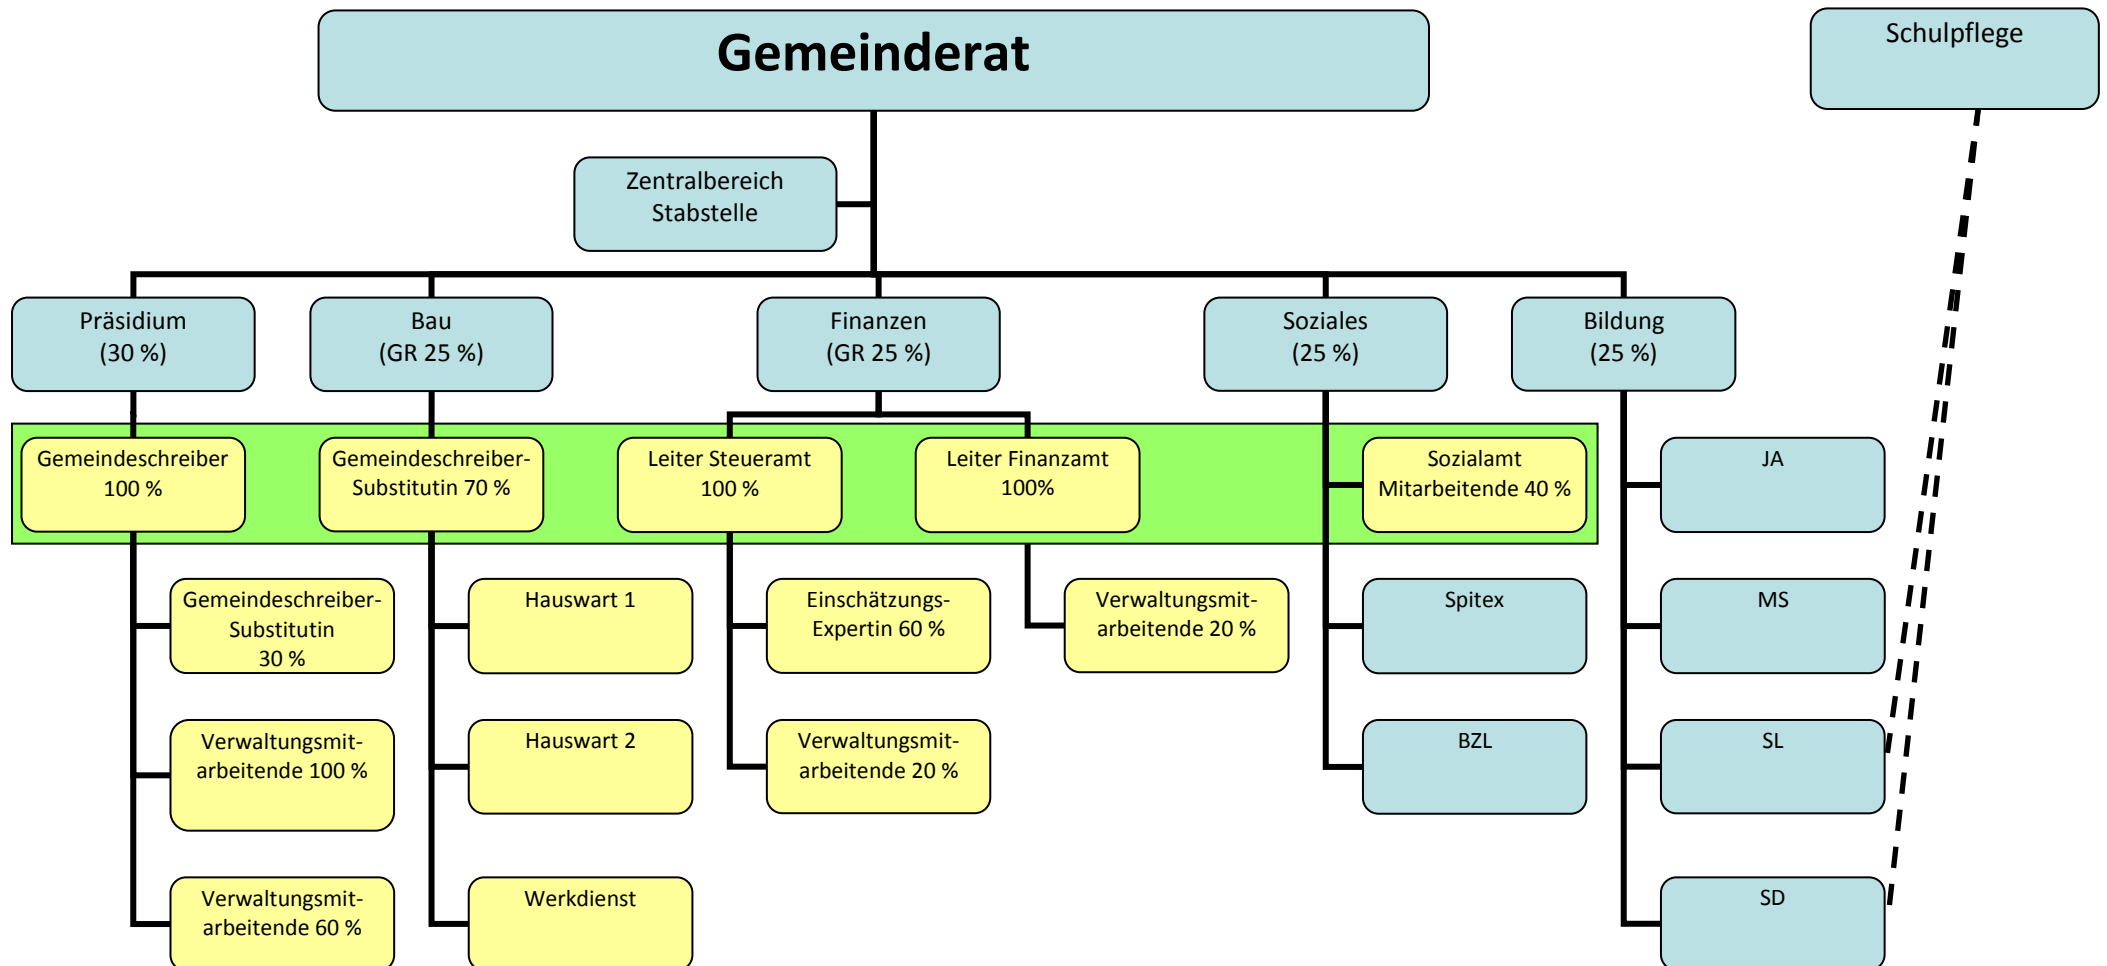 Gemeinderat
Schulpflege
Zentralbereich
Stabstelle
Präsidium
(30 %)
Bau
(GR 25 %)
Finanzen
(GR 25 %)
Soziales
(25 %)
Bildung
(25 %)
Gemeindeschreiber
100 %
Gemeindeschreiber-
Substitutin 70 %
Leiter Steueramt
100 %
Leiter Finanzamt
100%
Sozialamt
Mitarbeitende 40 %
JA
Gemeindeschreiber-
Substitutin
30 %
Hauswart 1
Einschätzungs-
Expertin 60 %
Verwaltungsmit-
arbeitende 20 %
Spitex
MS
Verwaltungsmit-
arbeitende 100 %
Hauswart 2
Verwaltungsmit-
arbeitende 20 %
BZL
SL
Verwaltungsmit-
arbeitende 60 %
Werkdienst
SD